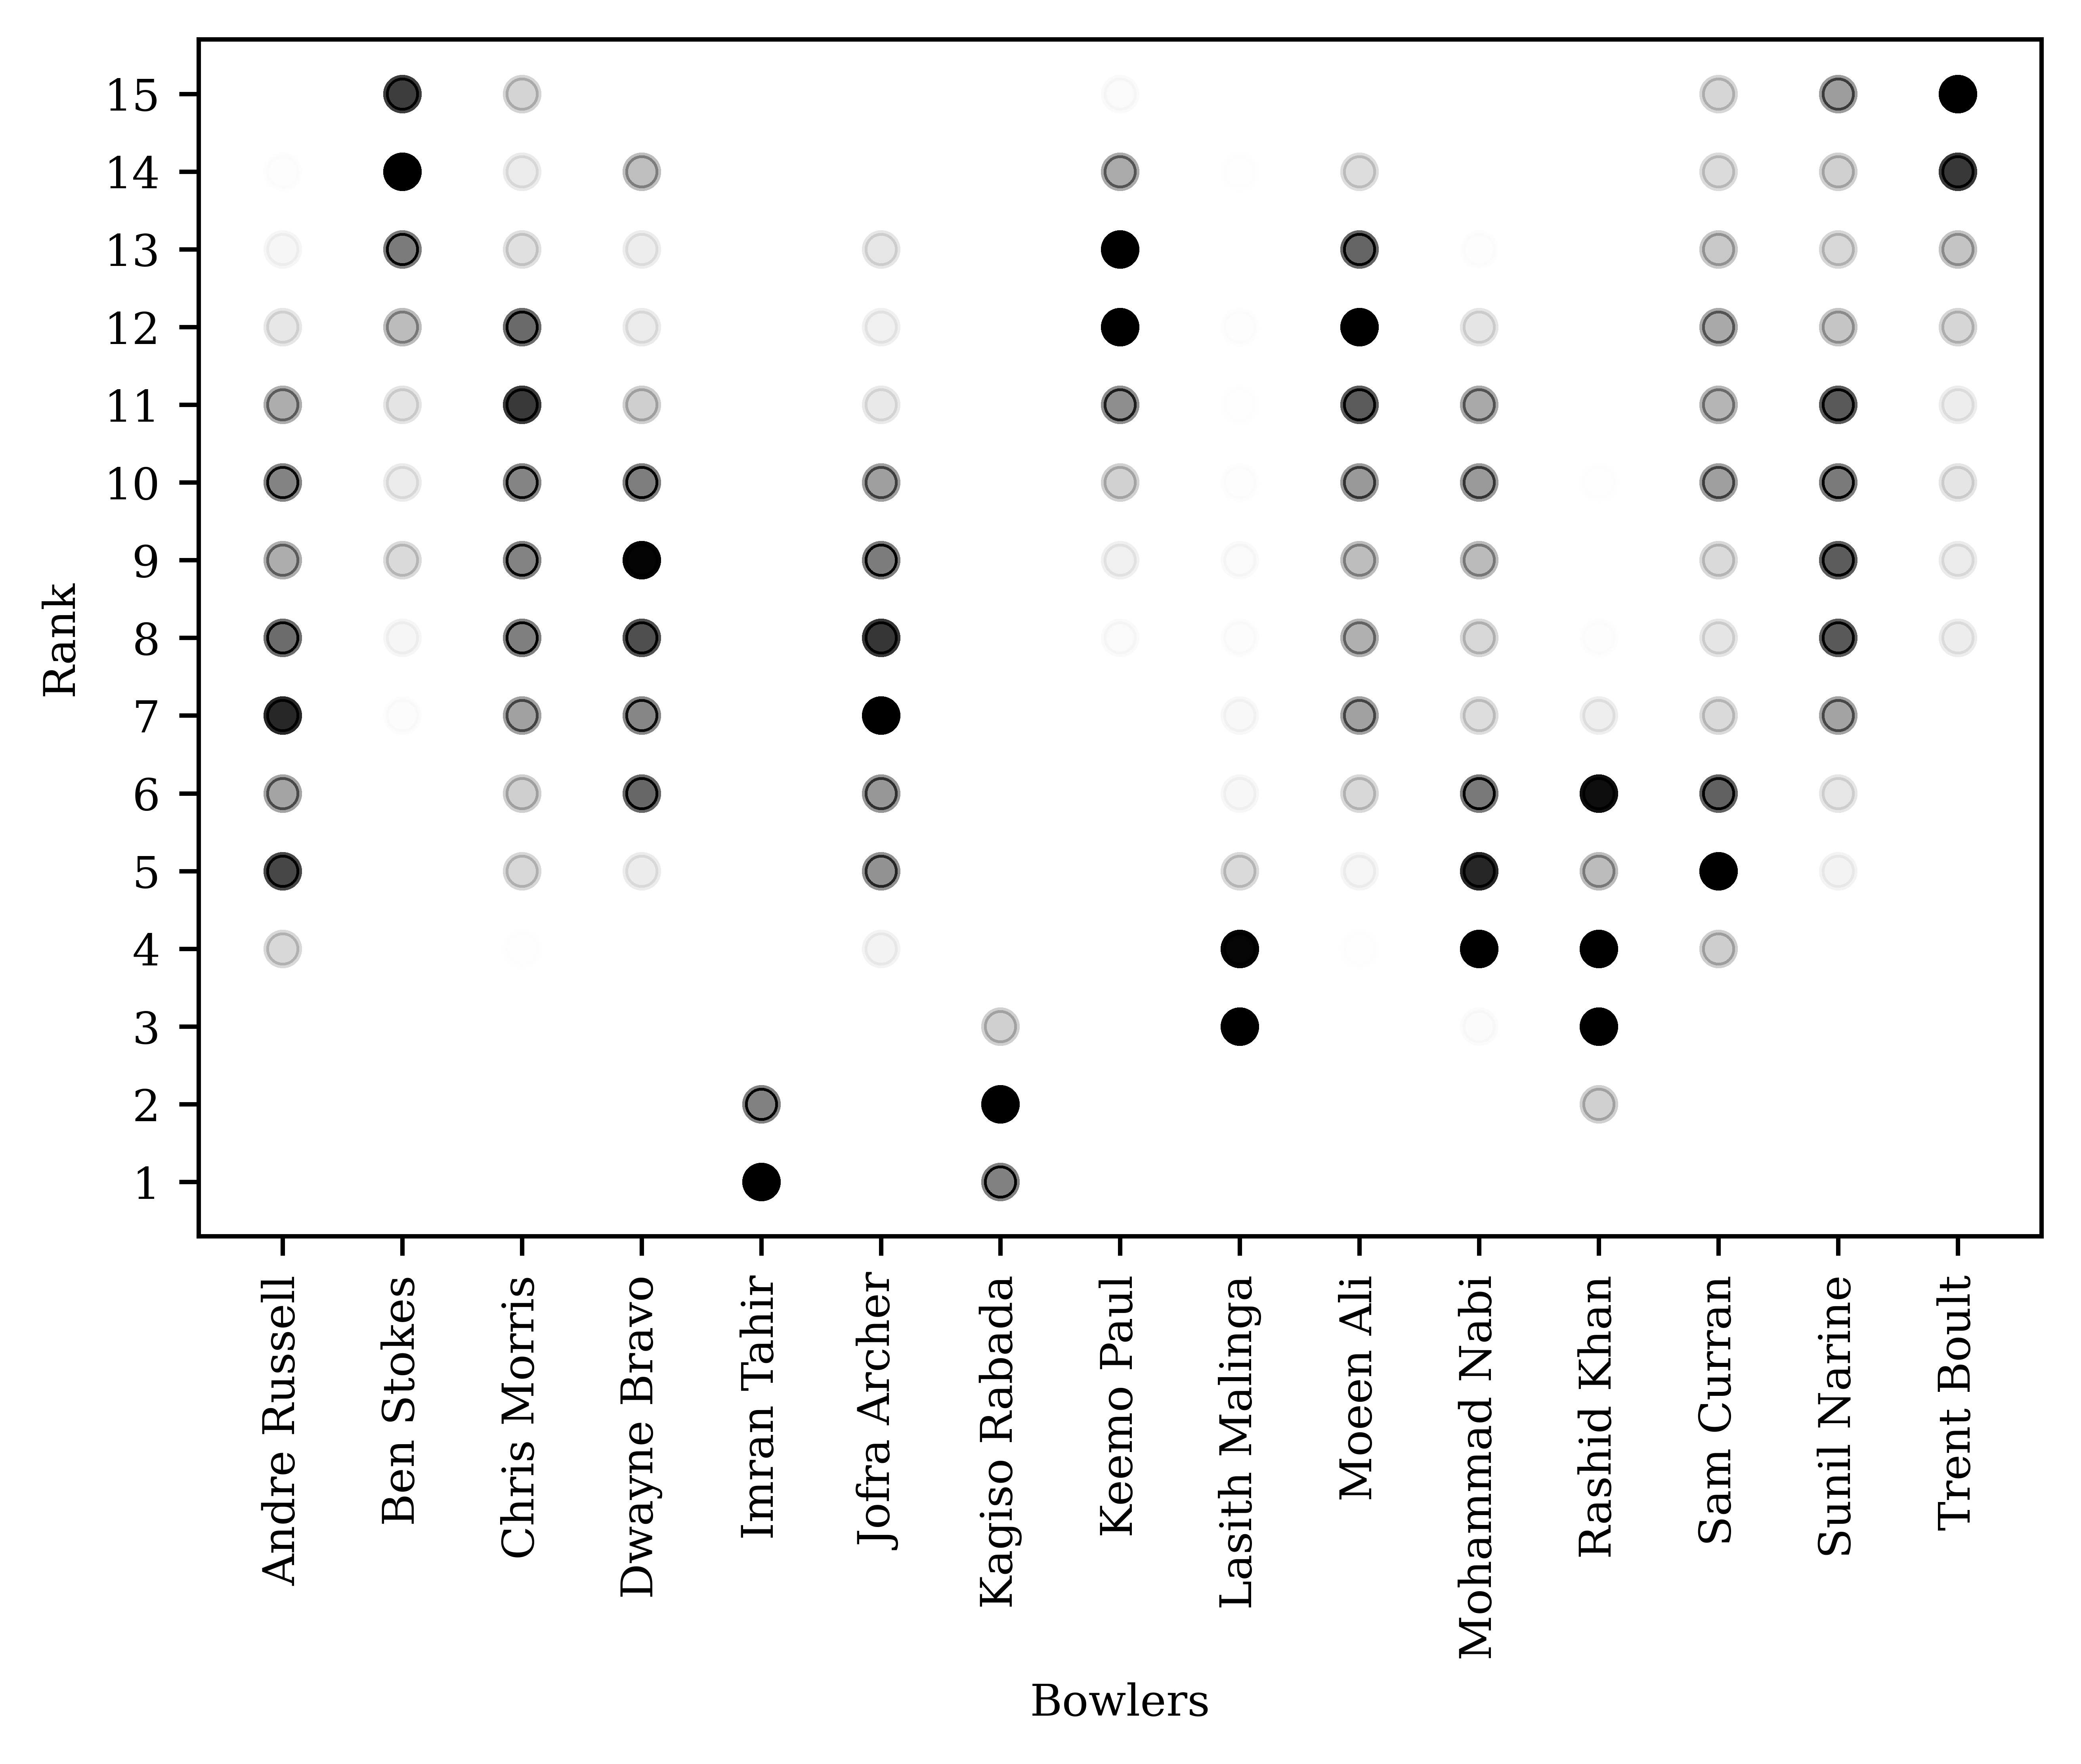 Rank
15
14
13
12
11
10
9
8
7
6
5
4
3
2
1
Andre Russell
Ben Stokes
Chris Morris
Dwayne Bravo
Imran Tahir
Jofra Archer
Kagiso Rabada
Keemo Paul
Lasith Malinga
Moeen Ali
Mohammad Nabi
Rashid Khan
Sam Curran
Sunil Narine
Trent Boult
Bowlers